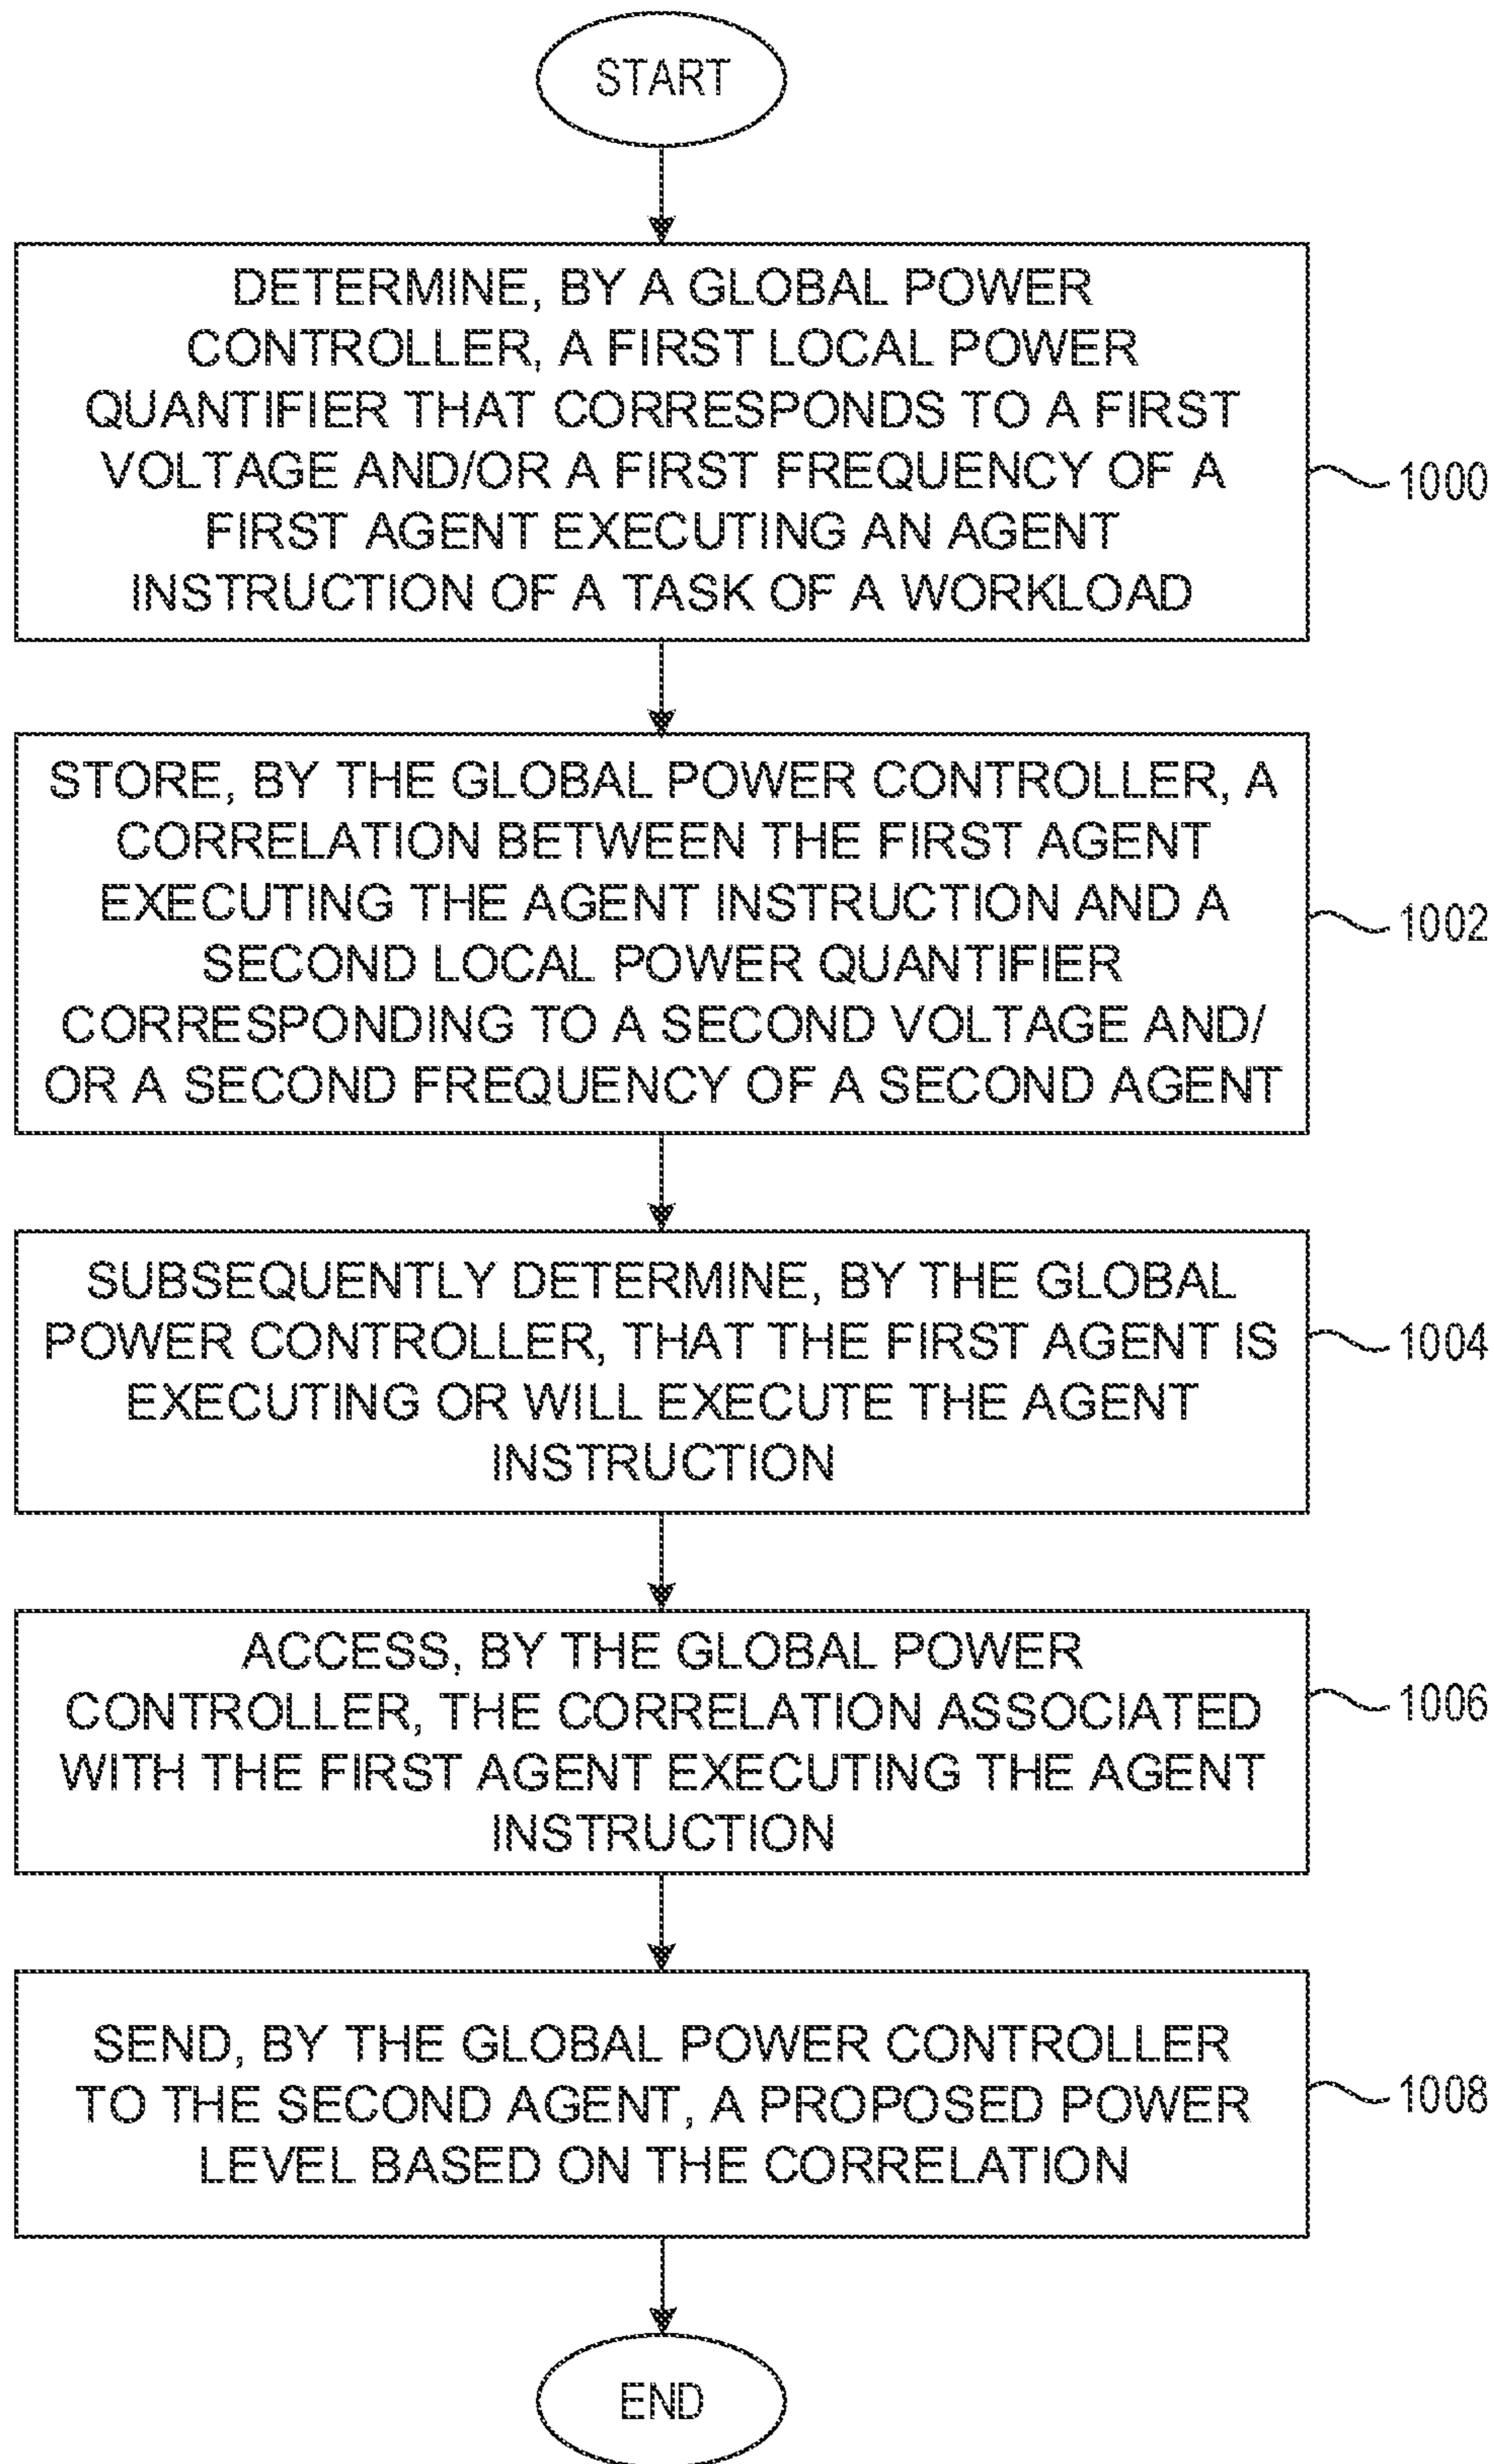 START
DETERMINE, BY A GLOBAL POWER
CONTROLLER, A FIRST LOCAL POWER
QUANTIFIER THAT CORRESPONDS TO A FIRST
VOLTAGE AND/OR A FIRST FREQUENCY OF A
FIRST AGENT EXECUTING AN AGENT
INSTRUCTION OF A TASK OF A WORKLOAD
1000
STORE, BY THE GLOBAL POWER CONTROLLER, A
CORRELATION BETWEEN THE FIRST AGENT
EXECUTING THE AGENT INSTRUCTION AND A
SECOND LOCAL POWER QUANTIFIER
CORRESPONDING TO A SECOND VOLTAGE AND/
OR A SECOND FREQUENCY OF A SECOND AGENT
1002
SUBSEQUENTLY DETERMINE, BY THE GLOBAL
POWER CONTROLLER, THAT THE FIRST AGENT IS
EXECUTING OR WILL EXECUTE THE AGENT
INSTRUCTION
1004
ACCESS, BY THE GLOBAL POWER
CONTROLLER, THE CORRELATION ASSOCIATED
WITH THE FIRST AGENT EXECUTING THE AGENT
INSTRUCTION
1006
SEND, BY THE GLOBAL POWER CONTROLLER
TO THE SECOND AGENT, A PROPOSED POWER
LEVEL BASED ON THE CORRELATION
1008
END